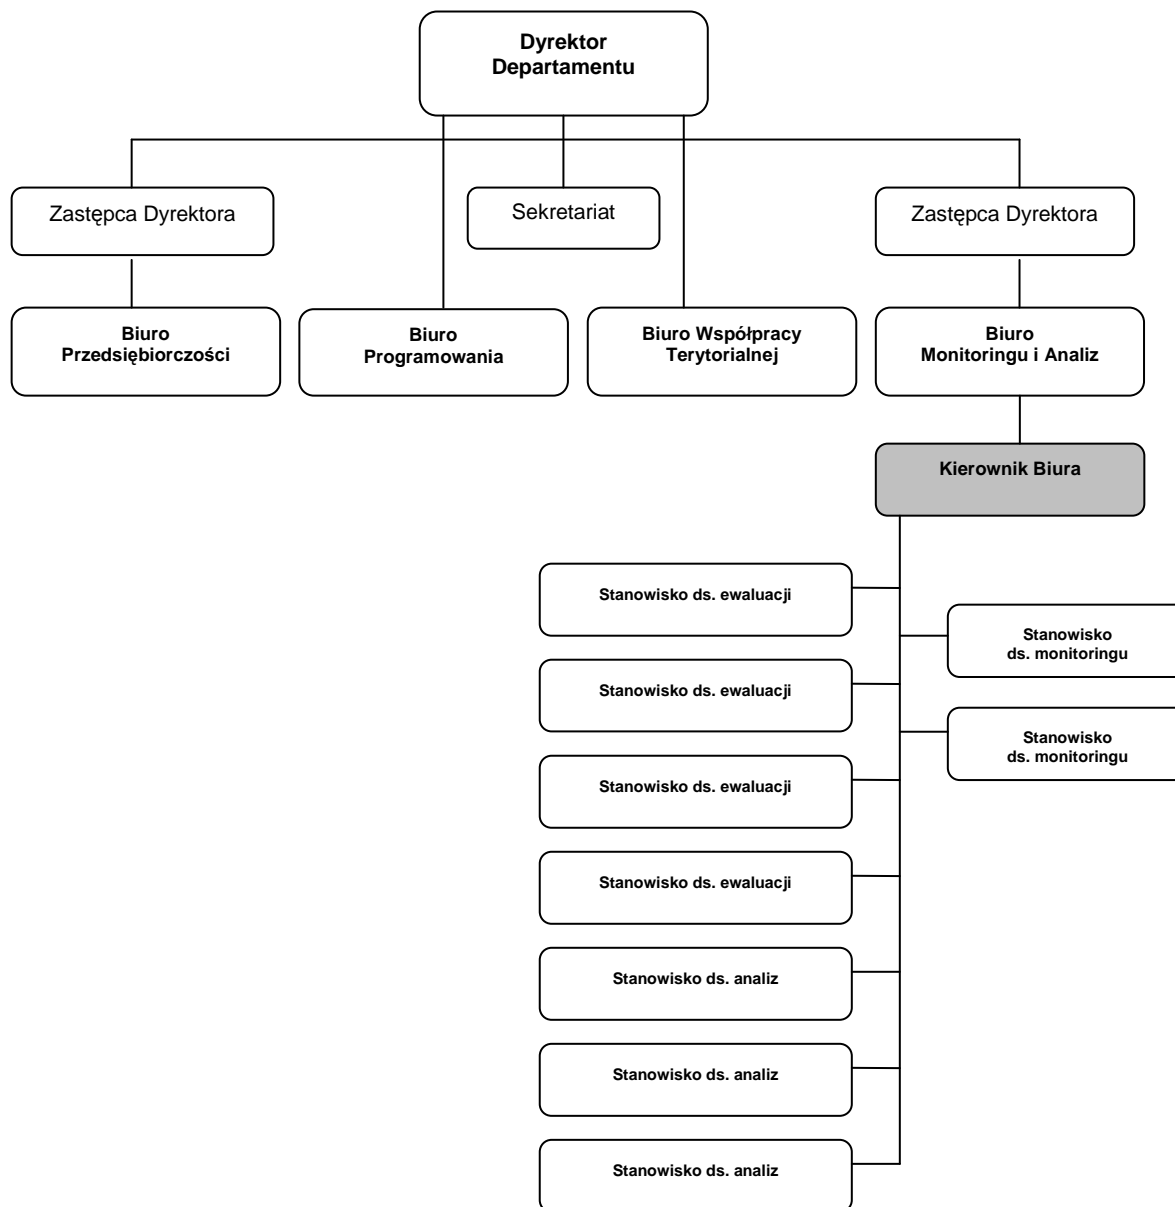 Dyrektor
Departamentu
Zastępca Dyrektora
Sekretariat
Zastępca Dyrektora
Biuro
Przedsiębiorczości
Biuro
Programowania
Biuro Współpracy
Terytorialnej
Biuro
Monitoringu i Analiz
Kierownik Biura
Stanowisko ds. ewaluacji
Stanowisko
ds. monitoringu
Stanowisko ds. ewaluacji
Stanowisko
ds. monitoringu
Stanowisko ds. ewaluacji
Stanowisko ds. ewaluacji
Stanowisko ds. analiz
Stanowisko ds. analiz
Stanowisko ds. analiz